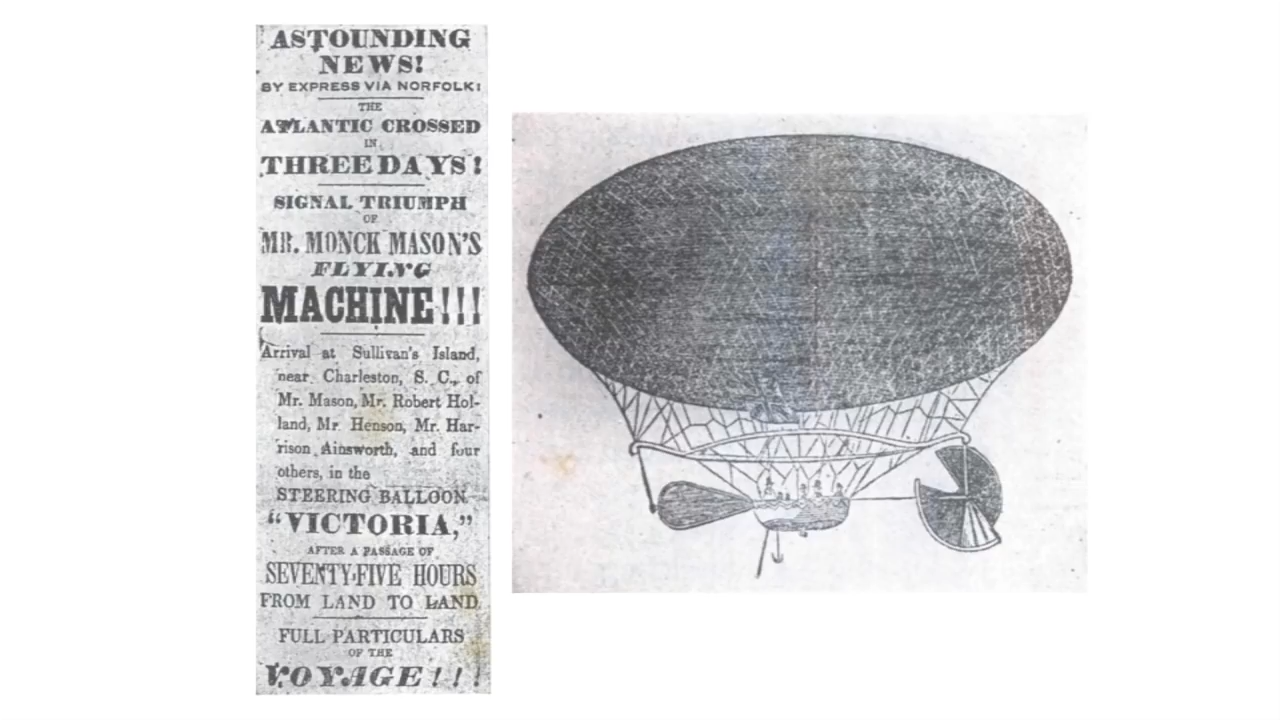 ASTOUNDING
NEWS!
BY EXPRESS VIA NORFOLK!
THE
ATLANTIC CROSSED
IN
THREE DAYS!
SIGNAL TRIUMPH
OF
MR. MONCK MASON'S
FLYING
MACHINE!!!
Arrival at Sullivan's Island,
near Charleston, S. C., of
Mr. Mason, Mr. Robert Hol-
land, Mr. Henson, Mr. Har-
rison Ainsworth, and four
others, in the
STEERING BALLOON
"VICTORIA,"
AFTER A PASSAGE OF
SEVENTY-FIVE HOURS
FROM LAND TO LAND.
FULL PARTICULARS
OF THE
VOYAGE!!!